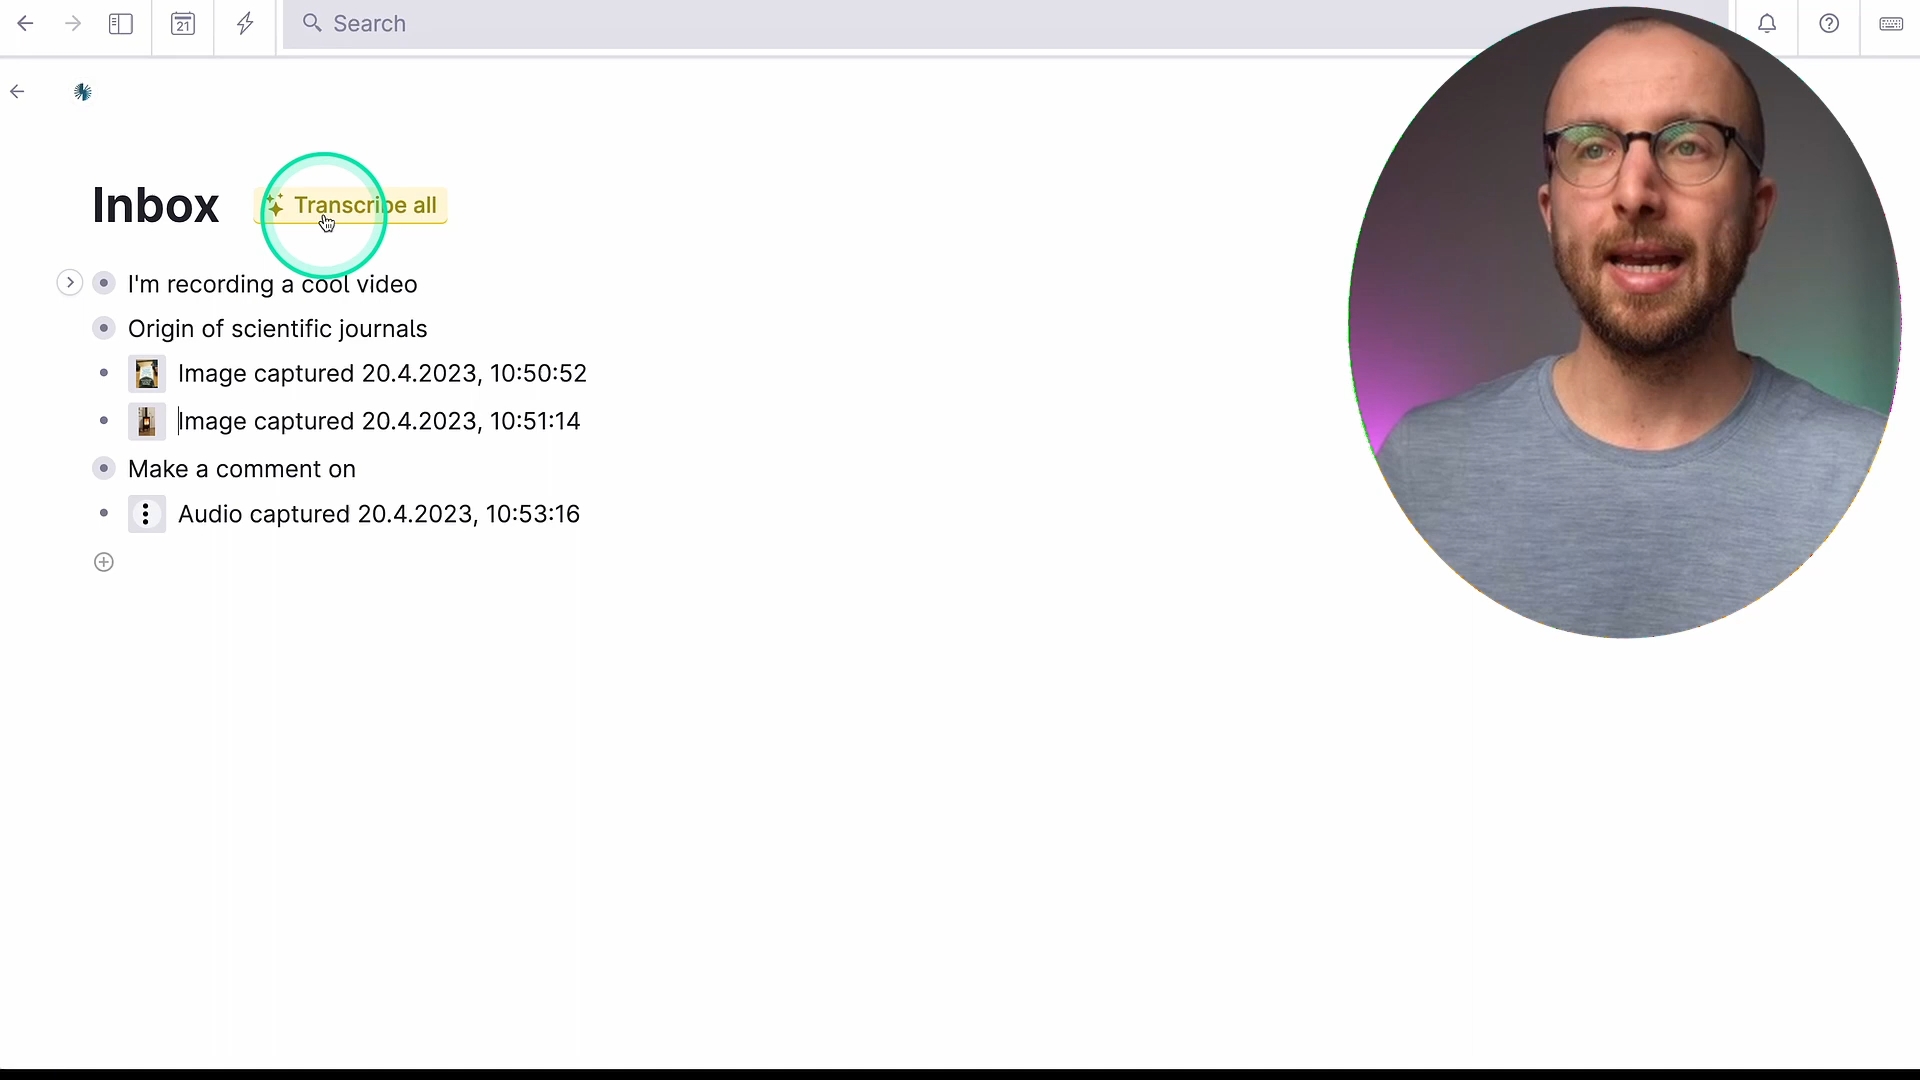 21
Search
Inbox
Transcribe all
I'm recording a cool video
Origin of scientific journals
Image captured 20.4.2023, 10:50:52
Image captured 20.4.2023, 10:51:14
Make a comment on
Audio captured 20.4.2023, 10:53:16